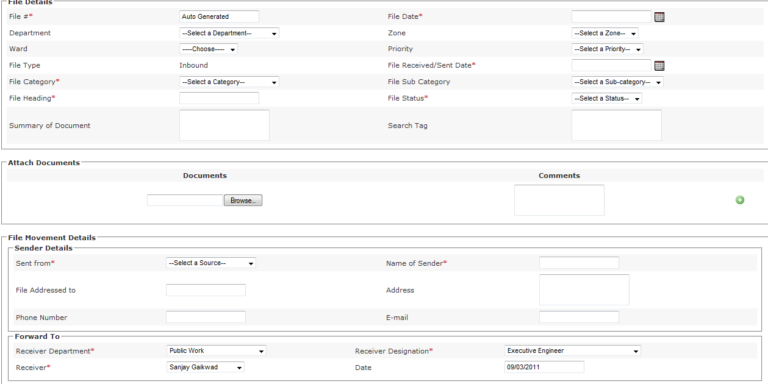 File Details
File #* Auto Generated File Date*
Department --Select a Department-- Zone --Select a Zone--
Ward ----Choose---- Priority --Select a Priority--
File Type Inbound File Received/Sent Date*
File Category* --Select a Category-- File Sub Category --Select a Sub-category--
File Heading* File Status* --Select a Status--
Summary of Document Search Tag
Attach Documents
Documents Comments
Browse..
File Movement Details
Sender Details
Sent from* --Select a Source-- Name of Sender*
File Addressed to Address
Phone Number E-mail
Forward To
Receiver Department* Public Work Receiver Designation* Executive Engineer
Receiver* Sanjay Gaikwad Date 09/03/2011